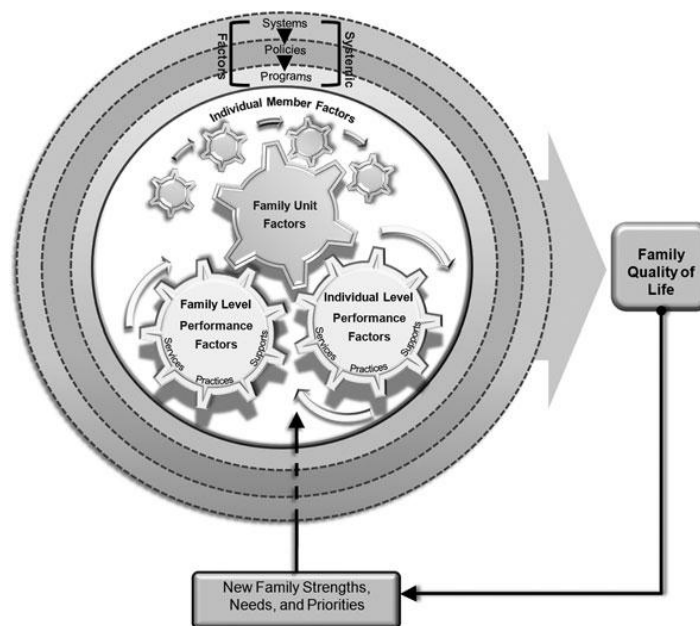 Systems
Factors
Policies
Systemic
Programs
Individual Member Factors
Family Unit
Factors
Family Level
Performance
Factors
Services
Practices
Supports
Individual Level
Performance
Factors
Services
Practices
Supports
Family
Quality of
Life
New Family Strengths,
Needs, and Priorities